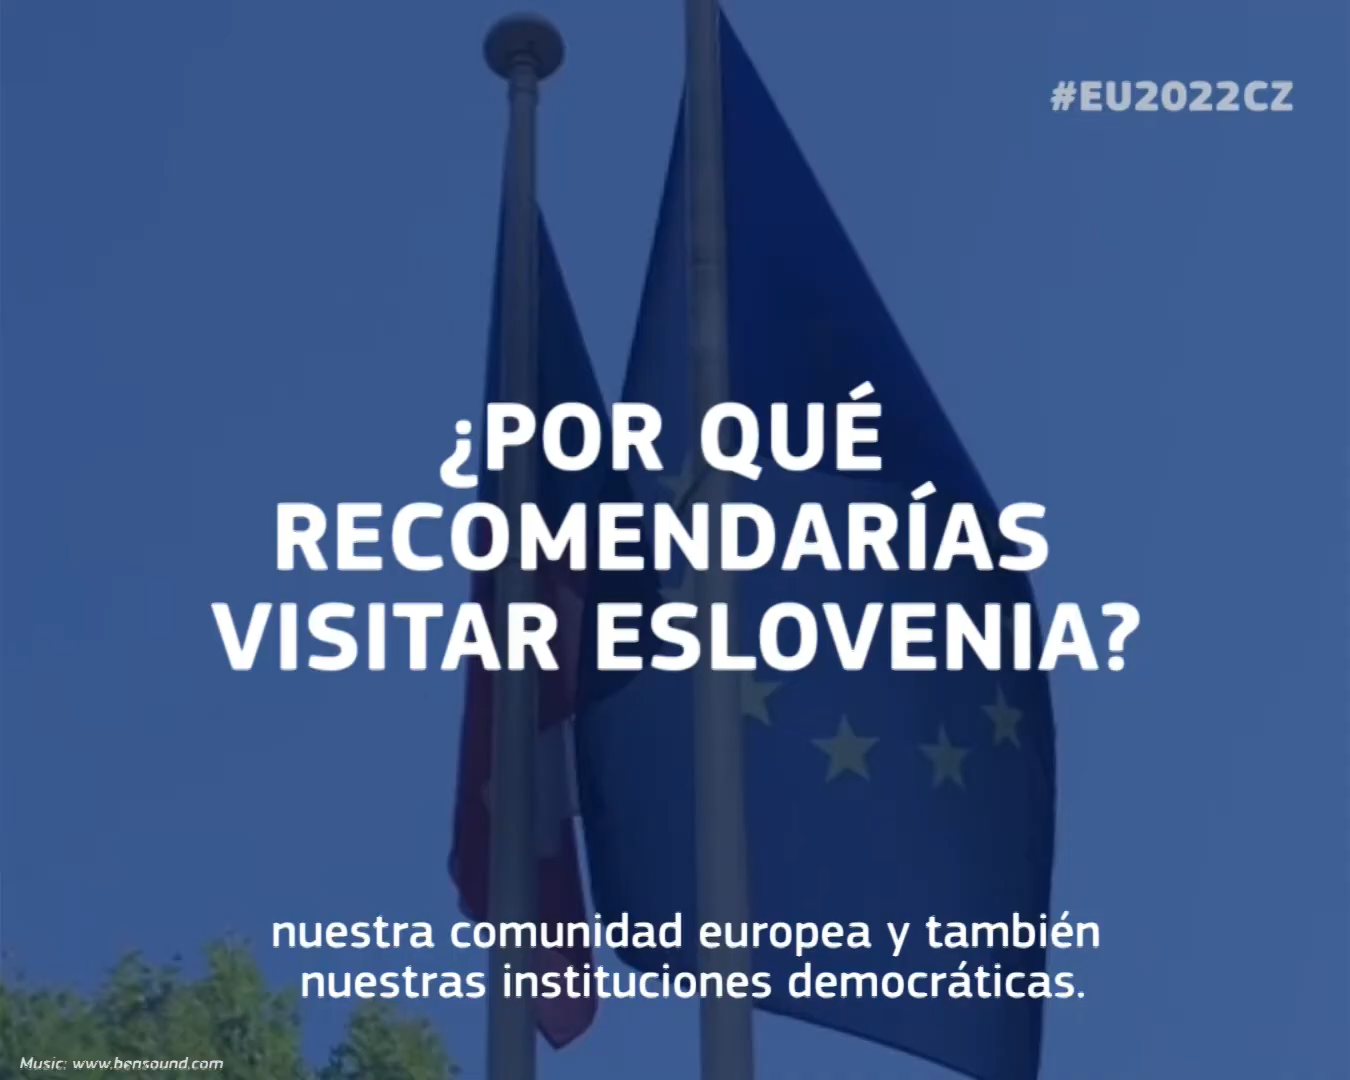 #EU2022CZ
¿POR QUÉ
RECOMENDARÍAS
VISITAR ESLOVENIA?
nuestra comunidad europea y también
nuestras instituciones democráticas.
Music: www.bensound.com